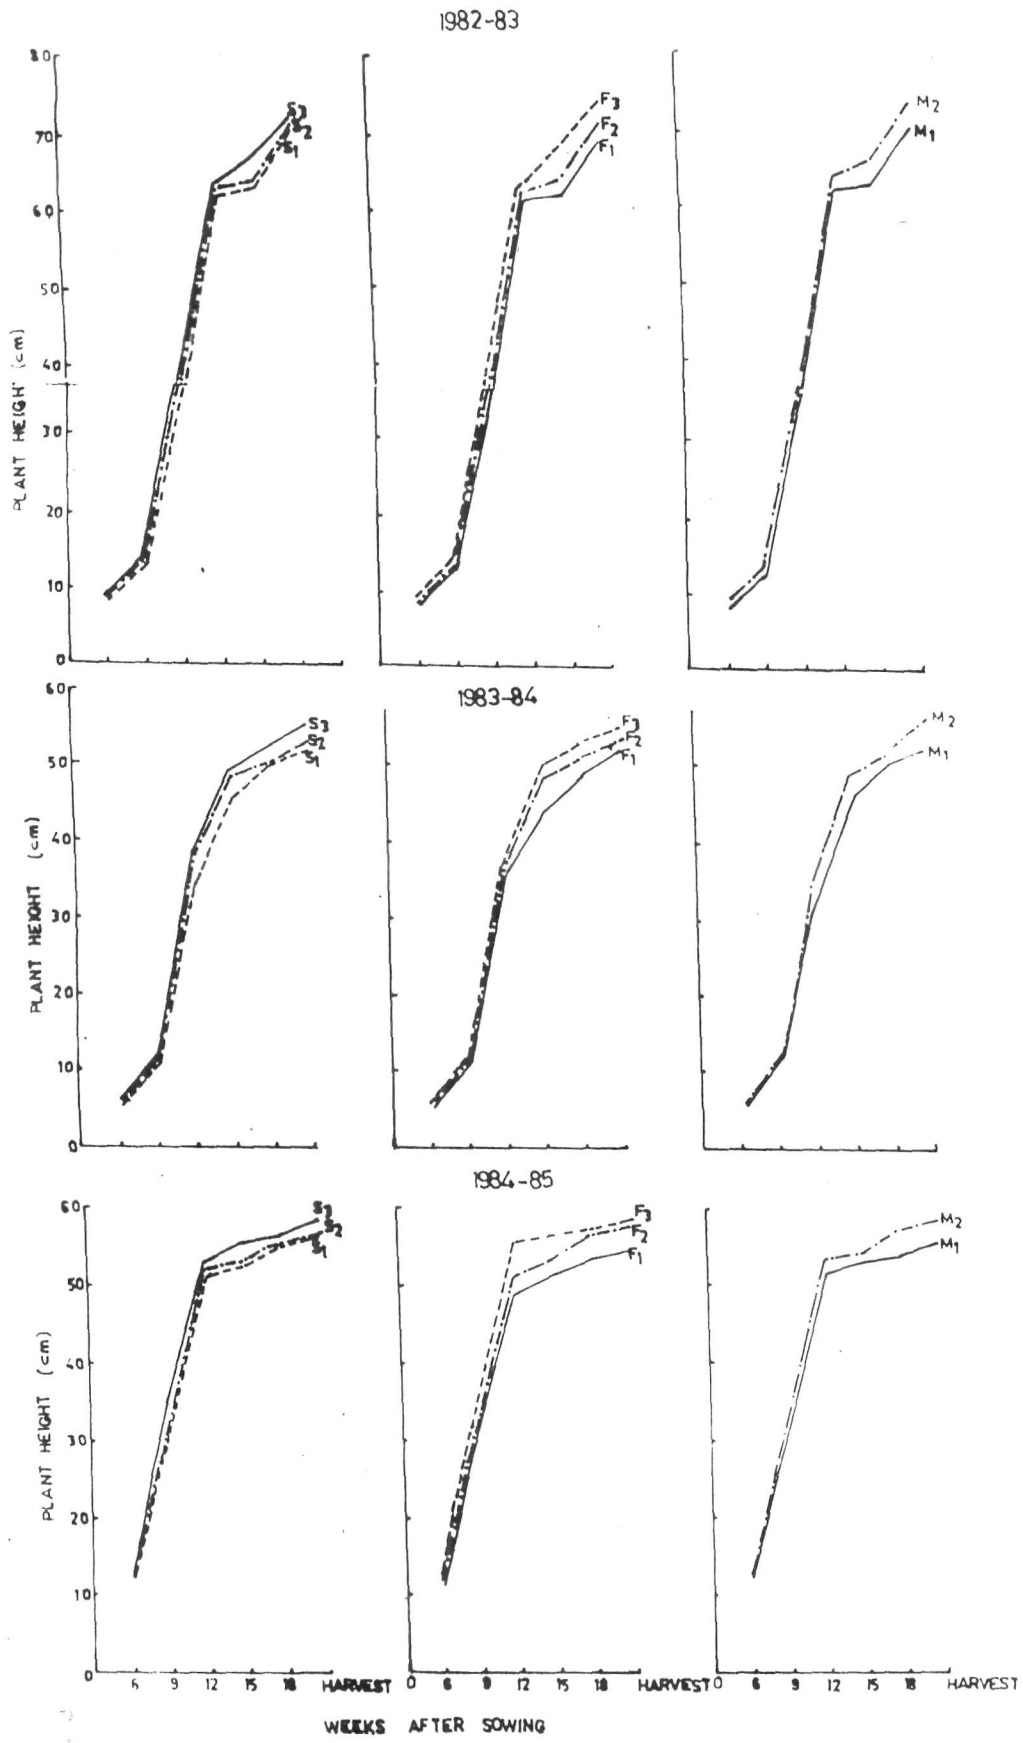 1982-83
80
70
60
50
40
30
20
10
0
PLANT HEIGHT (cm)
S3
S2
S1
F3
F2
F1
M2
M1
1983-84
60
50
40
30
20
10
0
PLANT HEIGHT (cm)
S3
S2
S1
F3
F2
F1
M2
M1
1984-85
60
50
40
30
20
10
0
PLANT HEIGHT (cm)
S3
S2
S1
F3
F2
F1
M2
M1
6 9 12 15 18 HARVEST 0 6 9 12 15 18 HARVEST 0 6 9 12 15 18 HARVEST
WEEKS AFTER SOWING